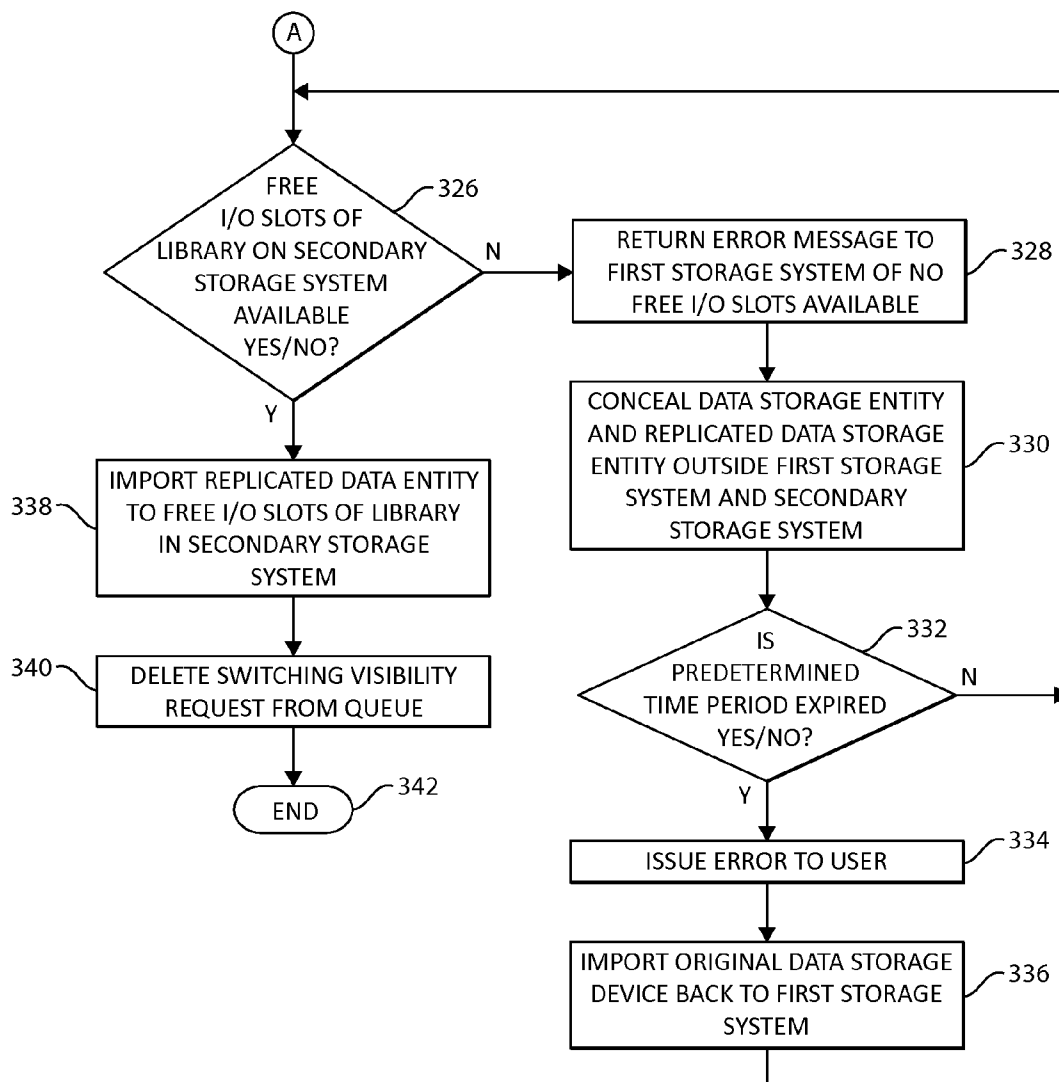 A
FREE
I/O SLOTS OF
LIBRARY ON SECONDARY
STORAGE SYSTEM
AVAILABLE
YES/NO?
326
N
Y
RETURN ERROR MESSAGE TO
FIRST STORAGE SYSTEM OF NO
FREE I/O SLOTS AVAILABLE
328
CONCEAL DATA STORAGE ENTITY
AND REPLICATED DATA STORAGE
ENTITY OUTSIDE FIRST STORAGE
SYSTEM AND SECONDARY
STORAGE SYSTEM
330
338
IMPORT REPLICATED DATA ENTITY
TO FREE I/O SLOTS OF LIBRARY
IN SECONDARY STORAGE
SYSTEM
340
DELETE SWITCHING VISIBILITY
REQUEST FROM QUEUE
END
342
IS
PREDETERMINED
TIME PERIOD EXPIRED
YES/NO?
332
N
Y
ISSUE ERROR TO USER
334
IMPORT ORIGINAL DATA STORAGE
DEVICE BACK TO FIRST STORAGE
SYSTEM
336